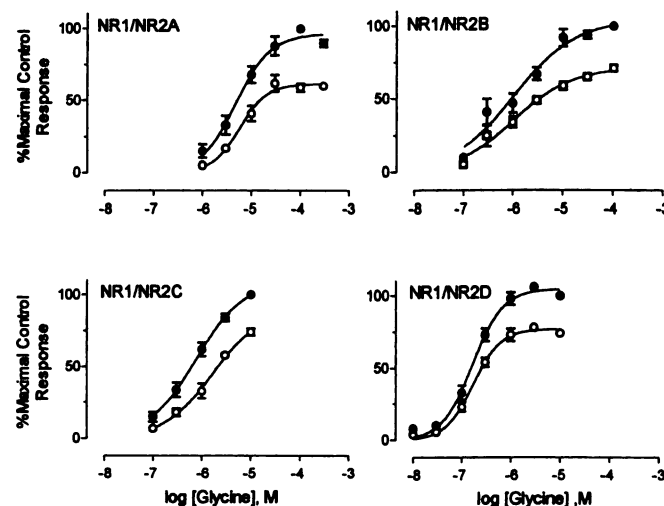 NR1/NR2A
%Maximal Control
Response
100
50
0
-8 -7 -6 -5 -4 -3
NR1/NR2B
100
50
0
-8 -7 -6 -5 -4 -3
NR1/NR2C
%Maximal Control
Response
100
50
0
-8 -7 -6 -5 -4 -3
log [Glycine], M
NR1/NR2D
100
50
0
-8 -7 -6 -5 -4 -3
log [Glycine] ,M